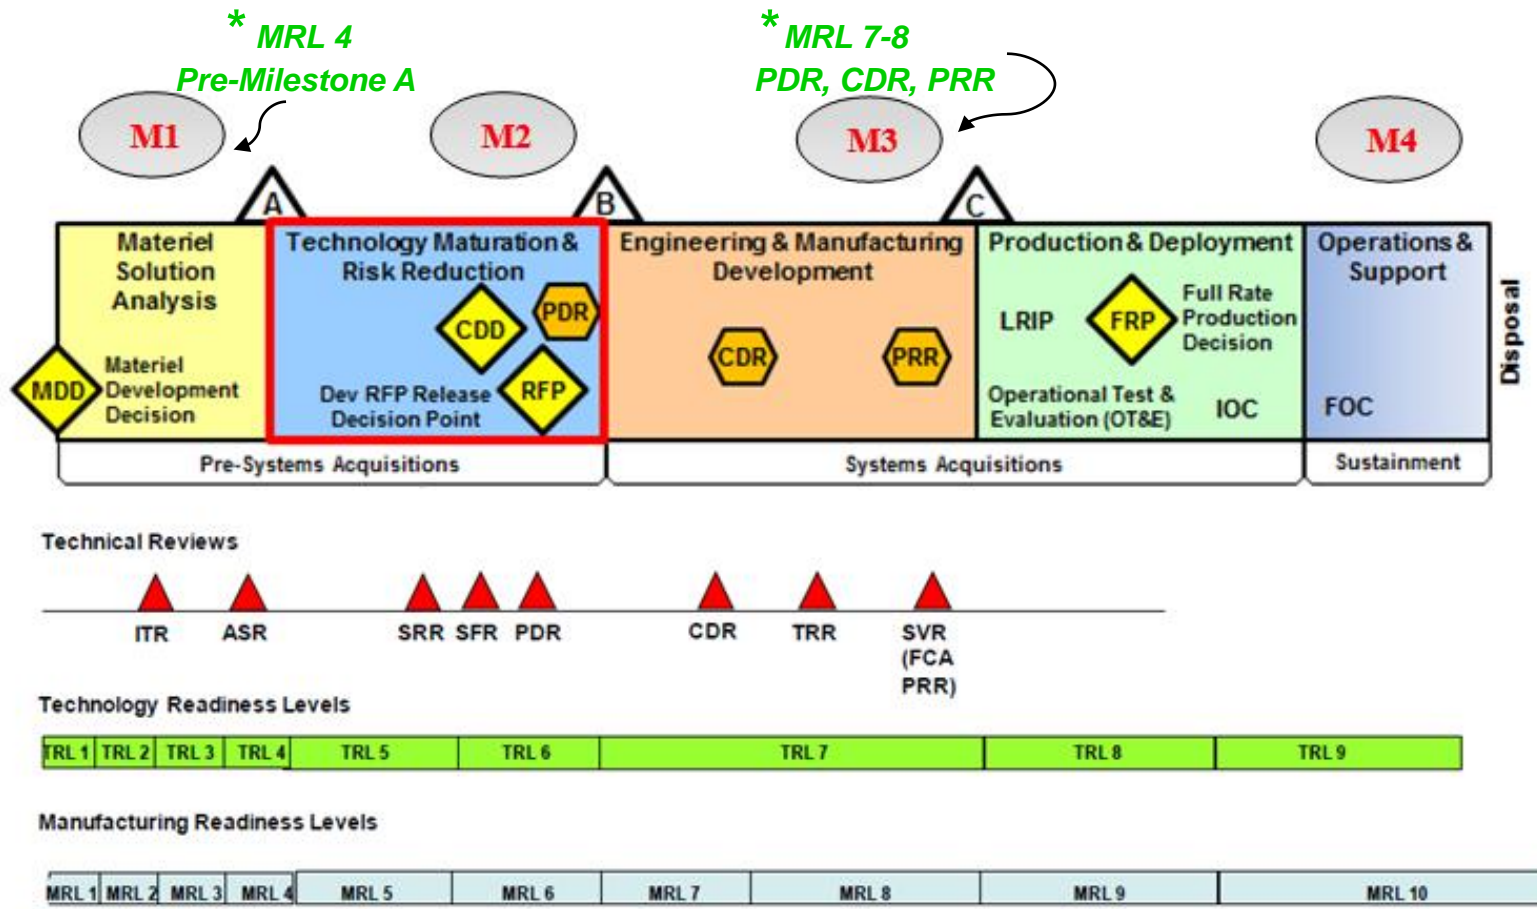 * MRL 4
Pre-Milestone A
* MRL 7-8
PDR, CDR, PRR
M1
M2
M3
M4
A
B
C
Materiel
Solution
Analysis
MDD
Materiel
Development
Decision
Technology Maturation &
Risk Reduction
CDD
PDR
Dev RFP Release
Decision Point
RFP
Engineering & Manufacturing
Development
CDR
PRR
Production & Deployment
LRIP
FRP
Full Rate
Production
Decision
Operational Test &
Evaluation (OT&E)
IOC
Operations &
Support
FOC
Disposal
Pre-Systems Acquisitions
Systems Acquisitions
Sustainment
Technical Reviews
ITR
ASR
SRR
SFR
PDR
CDR
TRR
SVR
(FCA
PRR)
Technology Readiness Levels
TRL 1
TRL 2
TRL 3
TRL 4
TRL 5
TRL 6
TRL 7
TRL 8
TRL 9
Manufacturing Readiness Levels
MRL 1
MRL 2
MRL 3
MRL 4
MRL 5
MRL 6
MRL 7
MRL 8
MRL 9
MRL 10